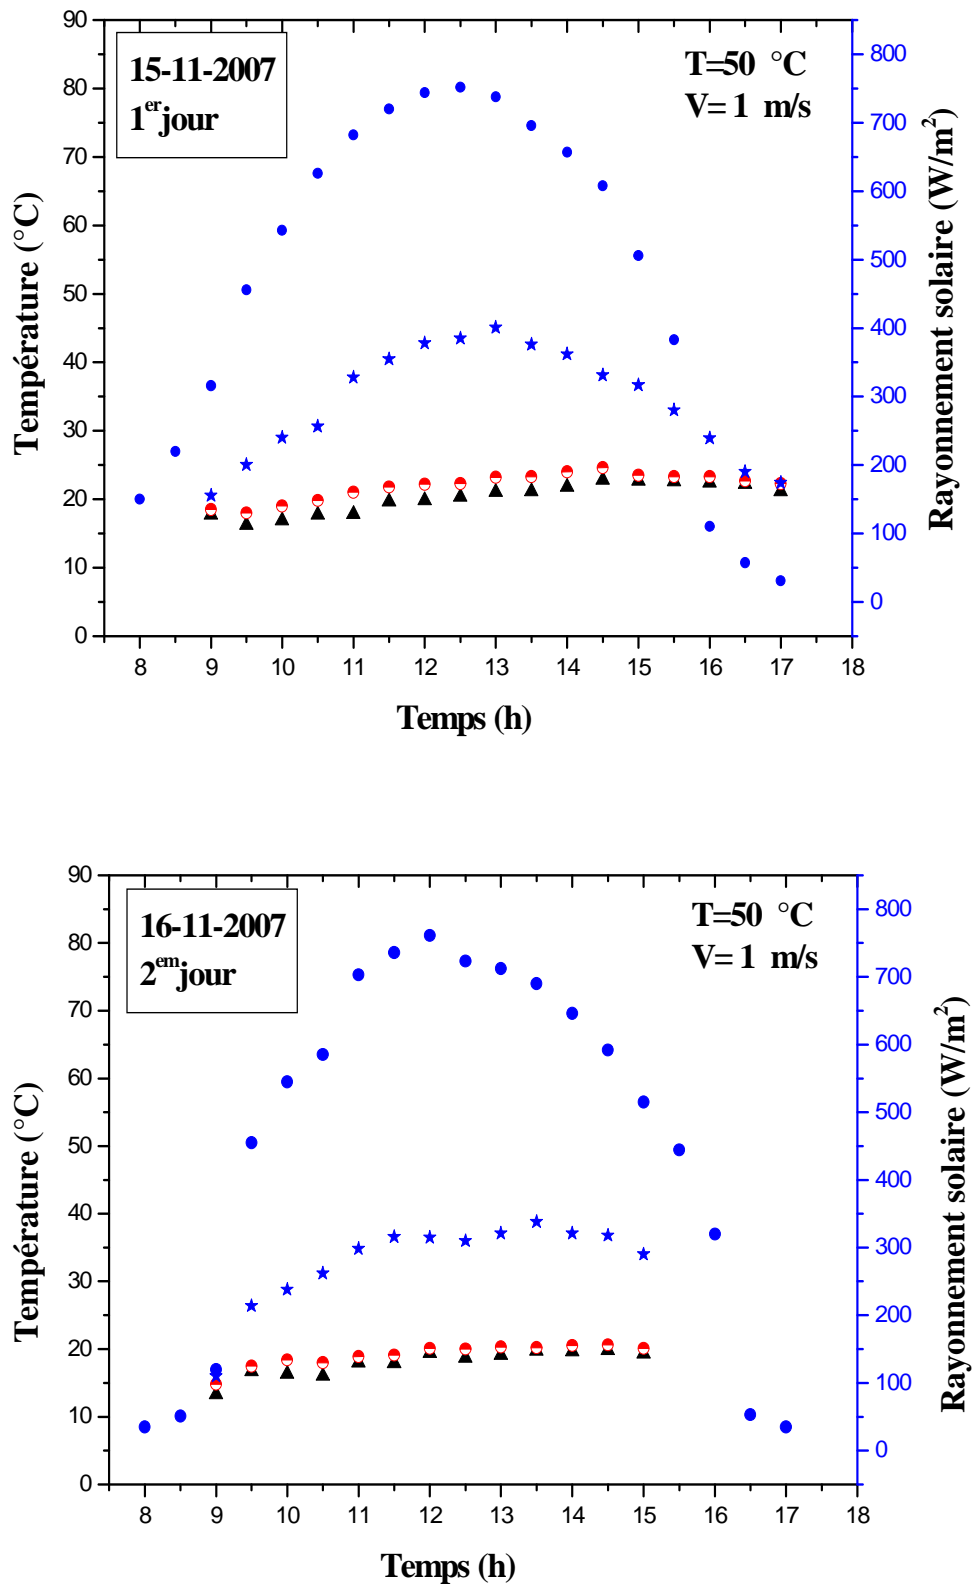 15-11-2007
1er jour
T=50 °C
V= 1 m/s
Température (°C)
90
80
70
60
50
40
30
20
10
0
Rayonnement solaire (W/m²)
800
700
600
500
400
300
200
100
0
8 9 10 11 12 13 14 15 16 17 18
Temps (h)
16-11-2007
2em jour
T=50 °C
V= 1 m/s
Température (°C)
90
80
70
60
50
40
30
20
10
0
Rayonnement solaire (W/m²)
800
700
600
500
400
300
200
100
0
8 9 10 11 12 13 14 15 16 17 18
Temps (h)